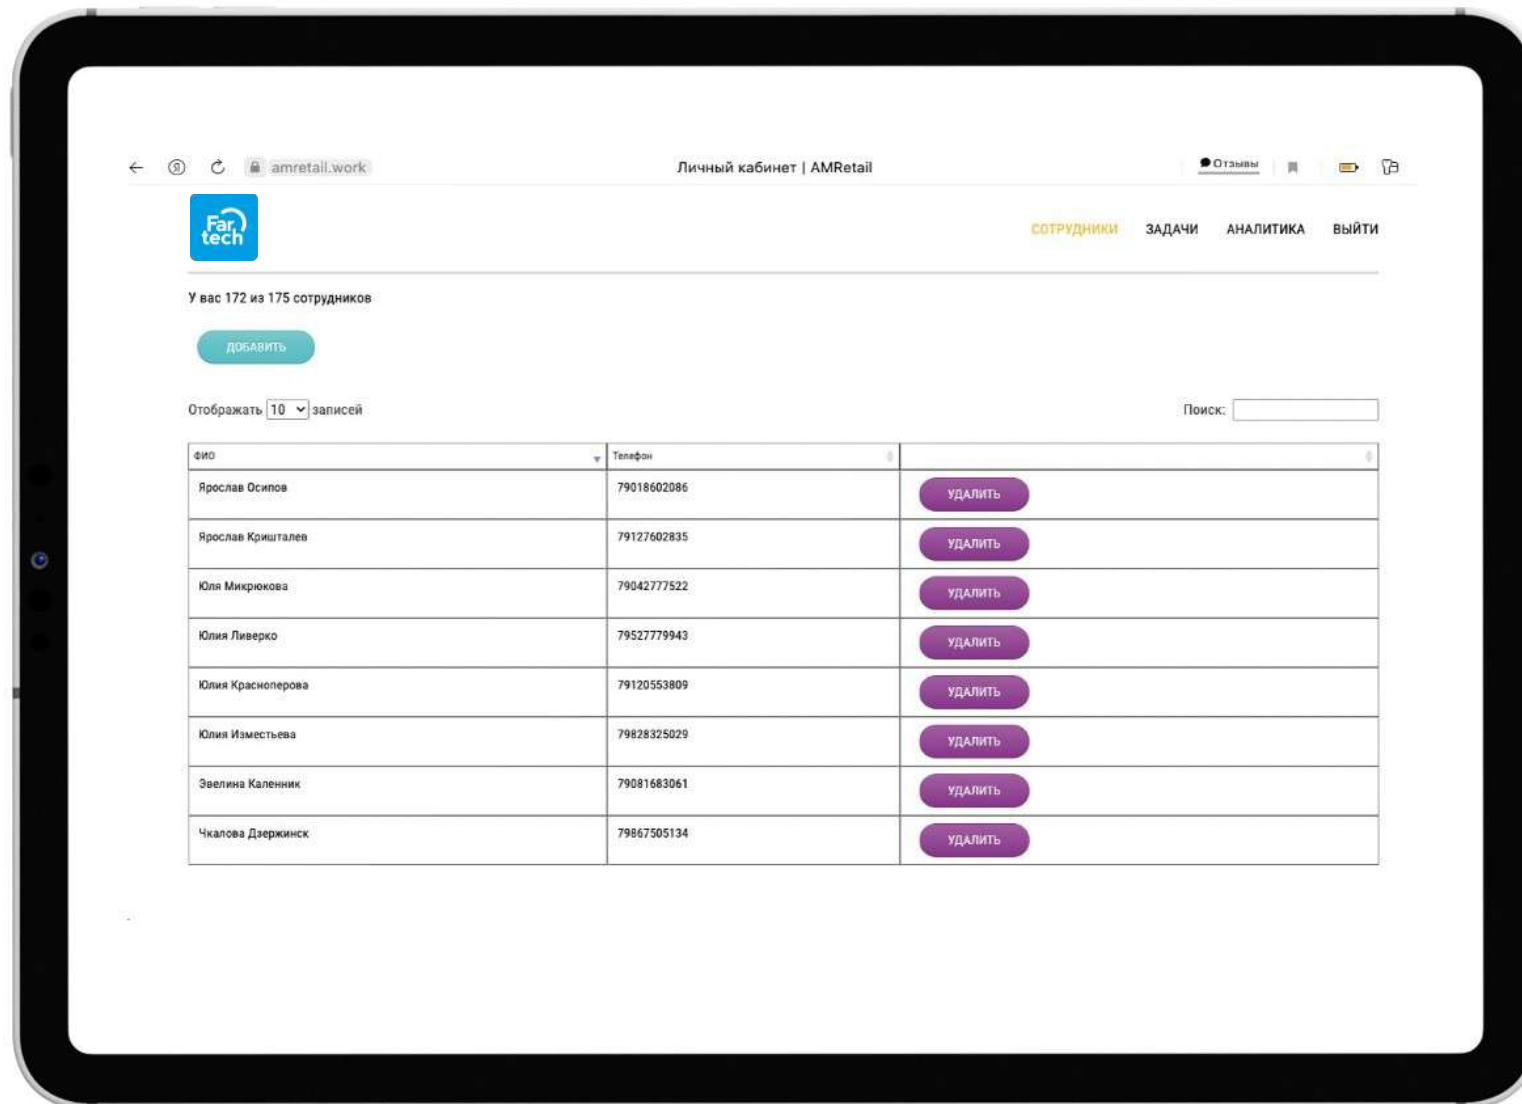 amretail.work Личный кабинет | AMRetail Отзывы
Far
tech
СОТРУДНИКИ ЗАДАЧИ АНАЛИТИКА ВЫЙТИ
У вас 172 из 175 сотрудников
ДОБАВИТЬ
Отображать 10 записей Поиск:
ФИО Телефон
Ярослав Осипов 79018602086 УДАЛИТЬ
Ярослав Кришталев 79127602835 УДАЛИТЬ
Юля Микрюкова 79042777522 УДАЛИТЬ
Юлия Ливерко 79527779943 УДАЛИТЬ
Юлия Красноперова 79120553809 УДАЛИТЬ
Юлия Изместьева 79828325029 УДАЛИТЬ
Эвелина Каленник 79081683061 УДАЛИТЬ
Чкалова Дзержинск 79867505134 УДАЛИТЬ